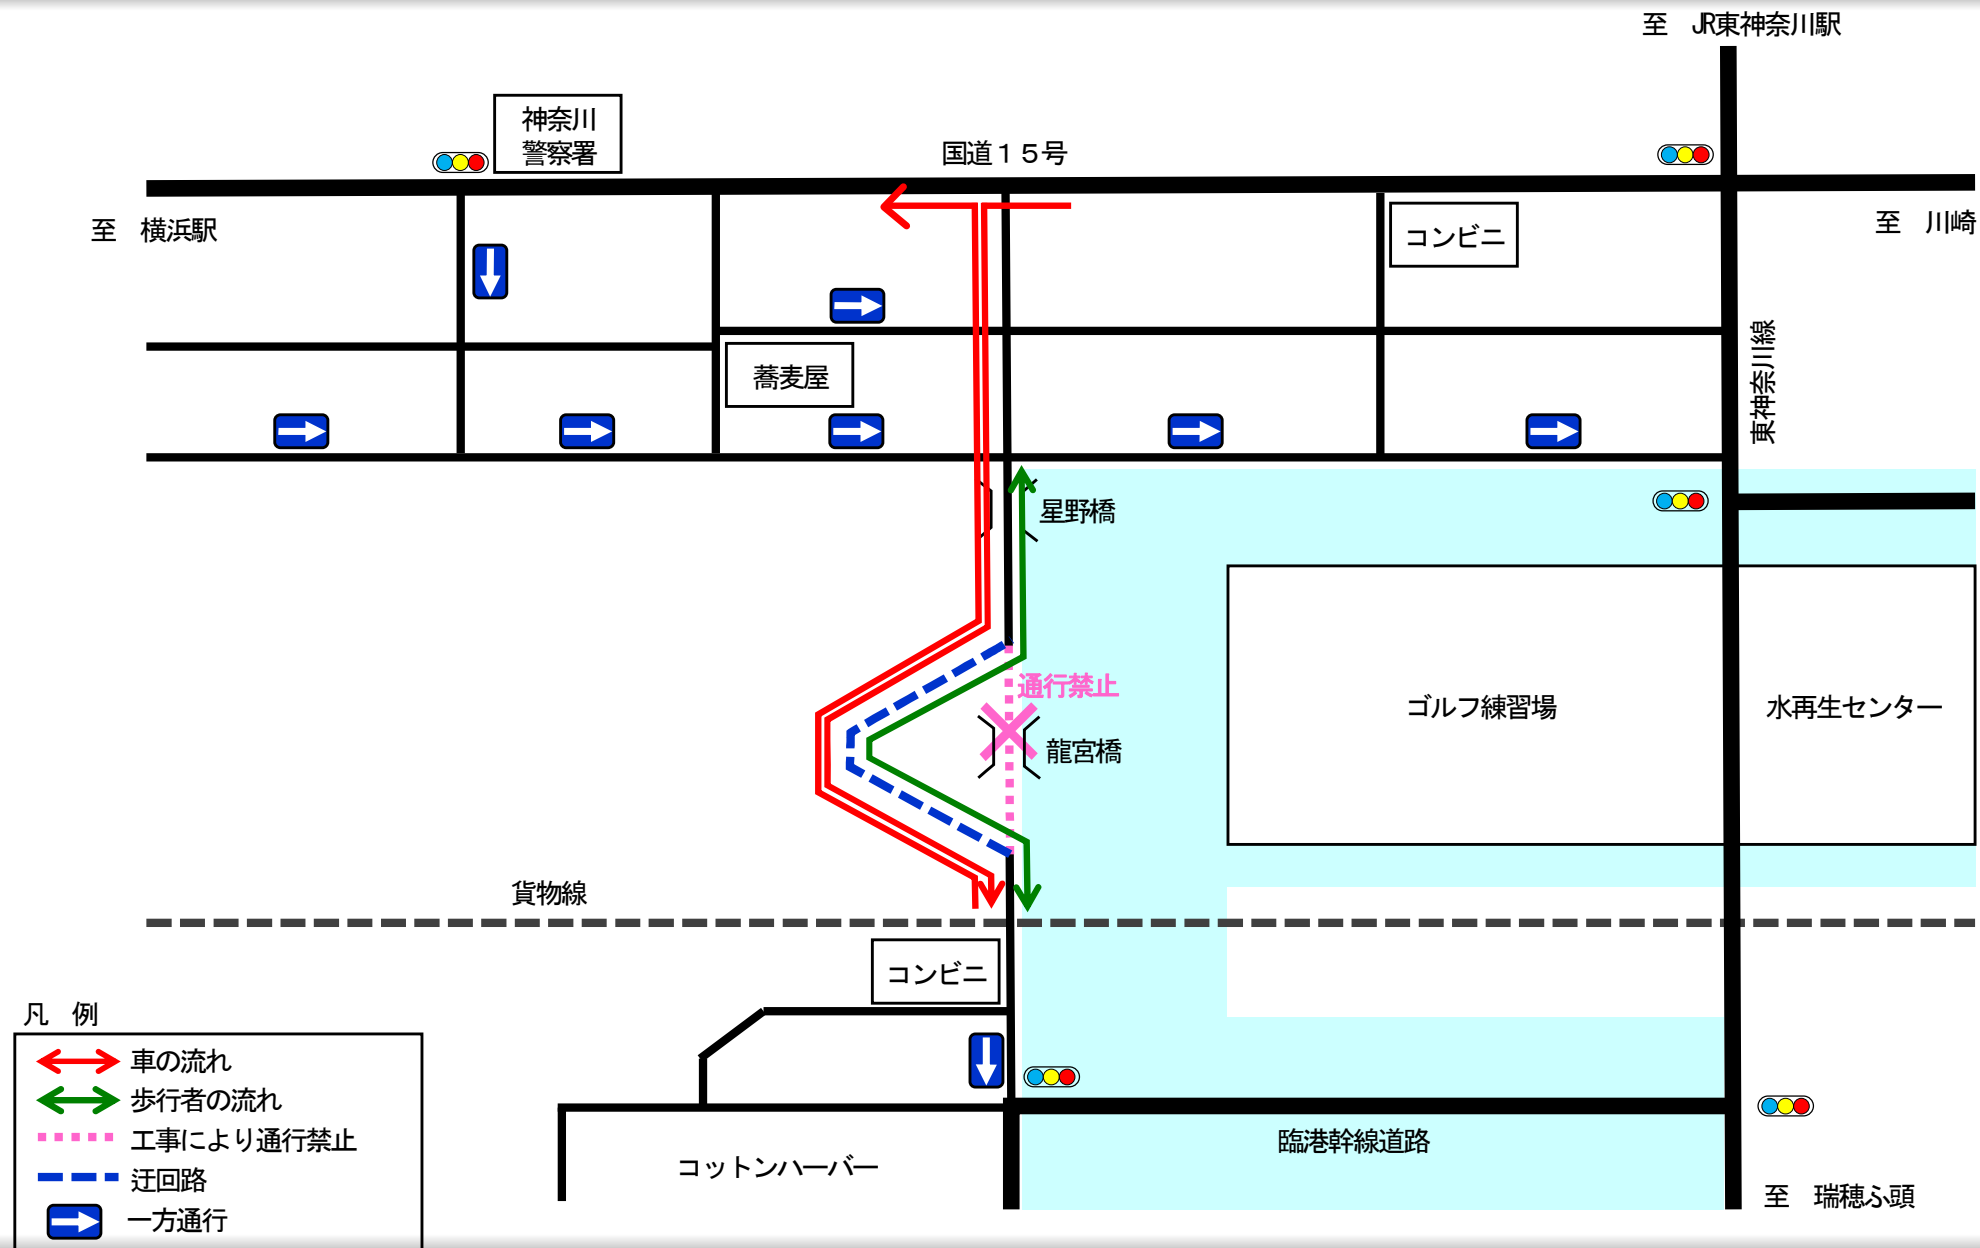 至　JR東神奈川駅
神奈川
警察署
国道１５号
至　横浜駅
至　川崎
コンビニ
蕎麦屋
東神奈川線
星野橋
通行禁止
龍宮橋
ゴルフ練習場
水再生センター
貨物線
コンビニ
凡　例
車の流れ
歩行者の流れ
工事により通行禁止
迂回路
一方通行
コットンハーバー
臨港幹線道路
至　瑞穂ふ頭